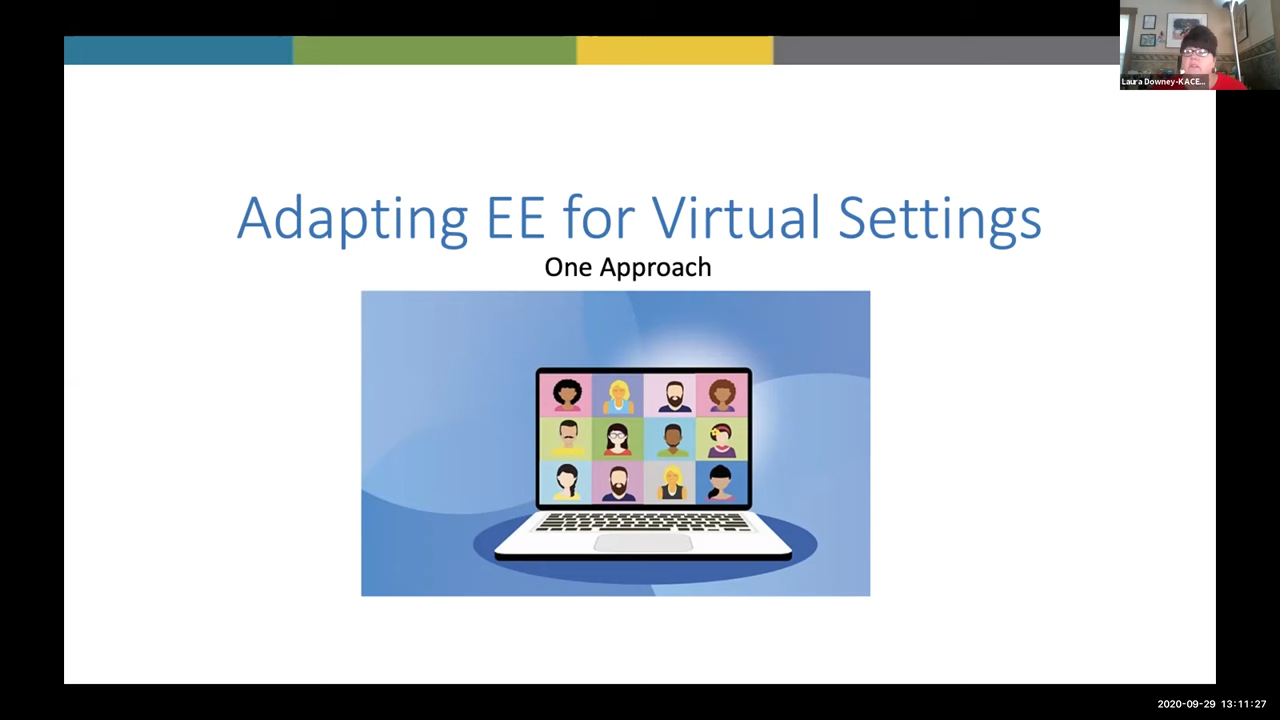 Laura Downey-KACE...
Adapting EE for Virtual Settings
One Approach
2020-09-29 13:11:27